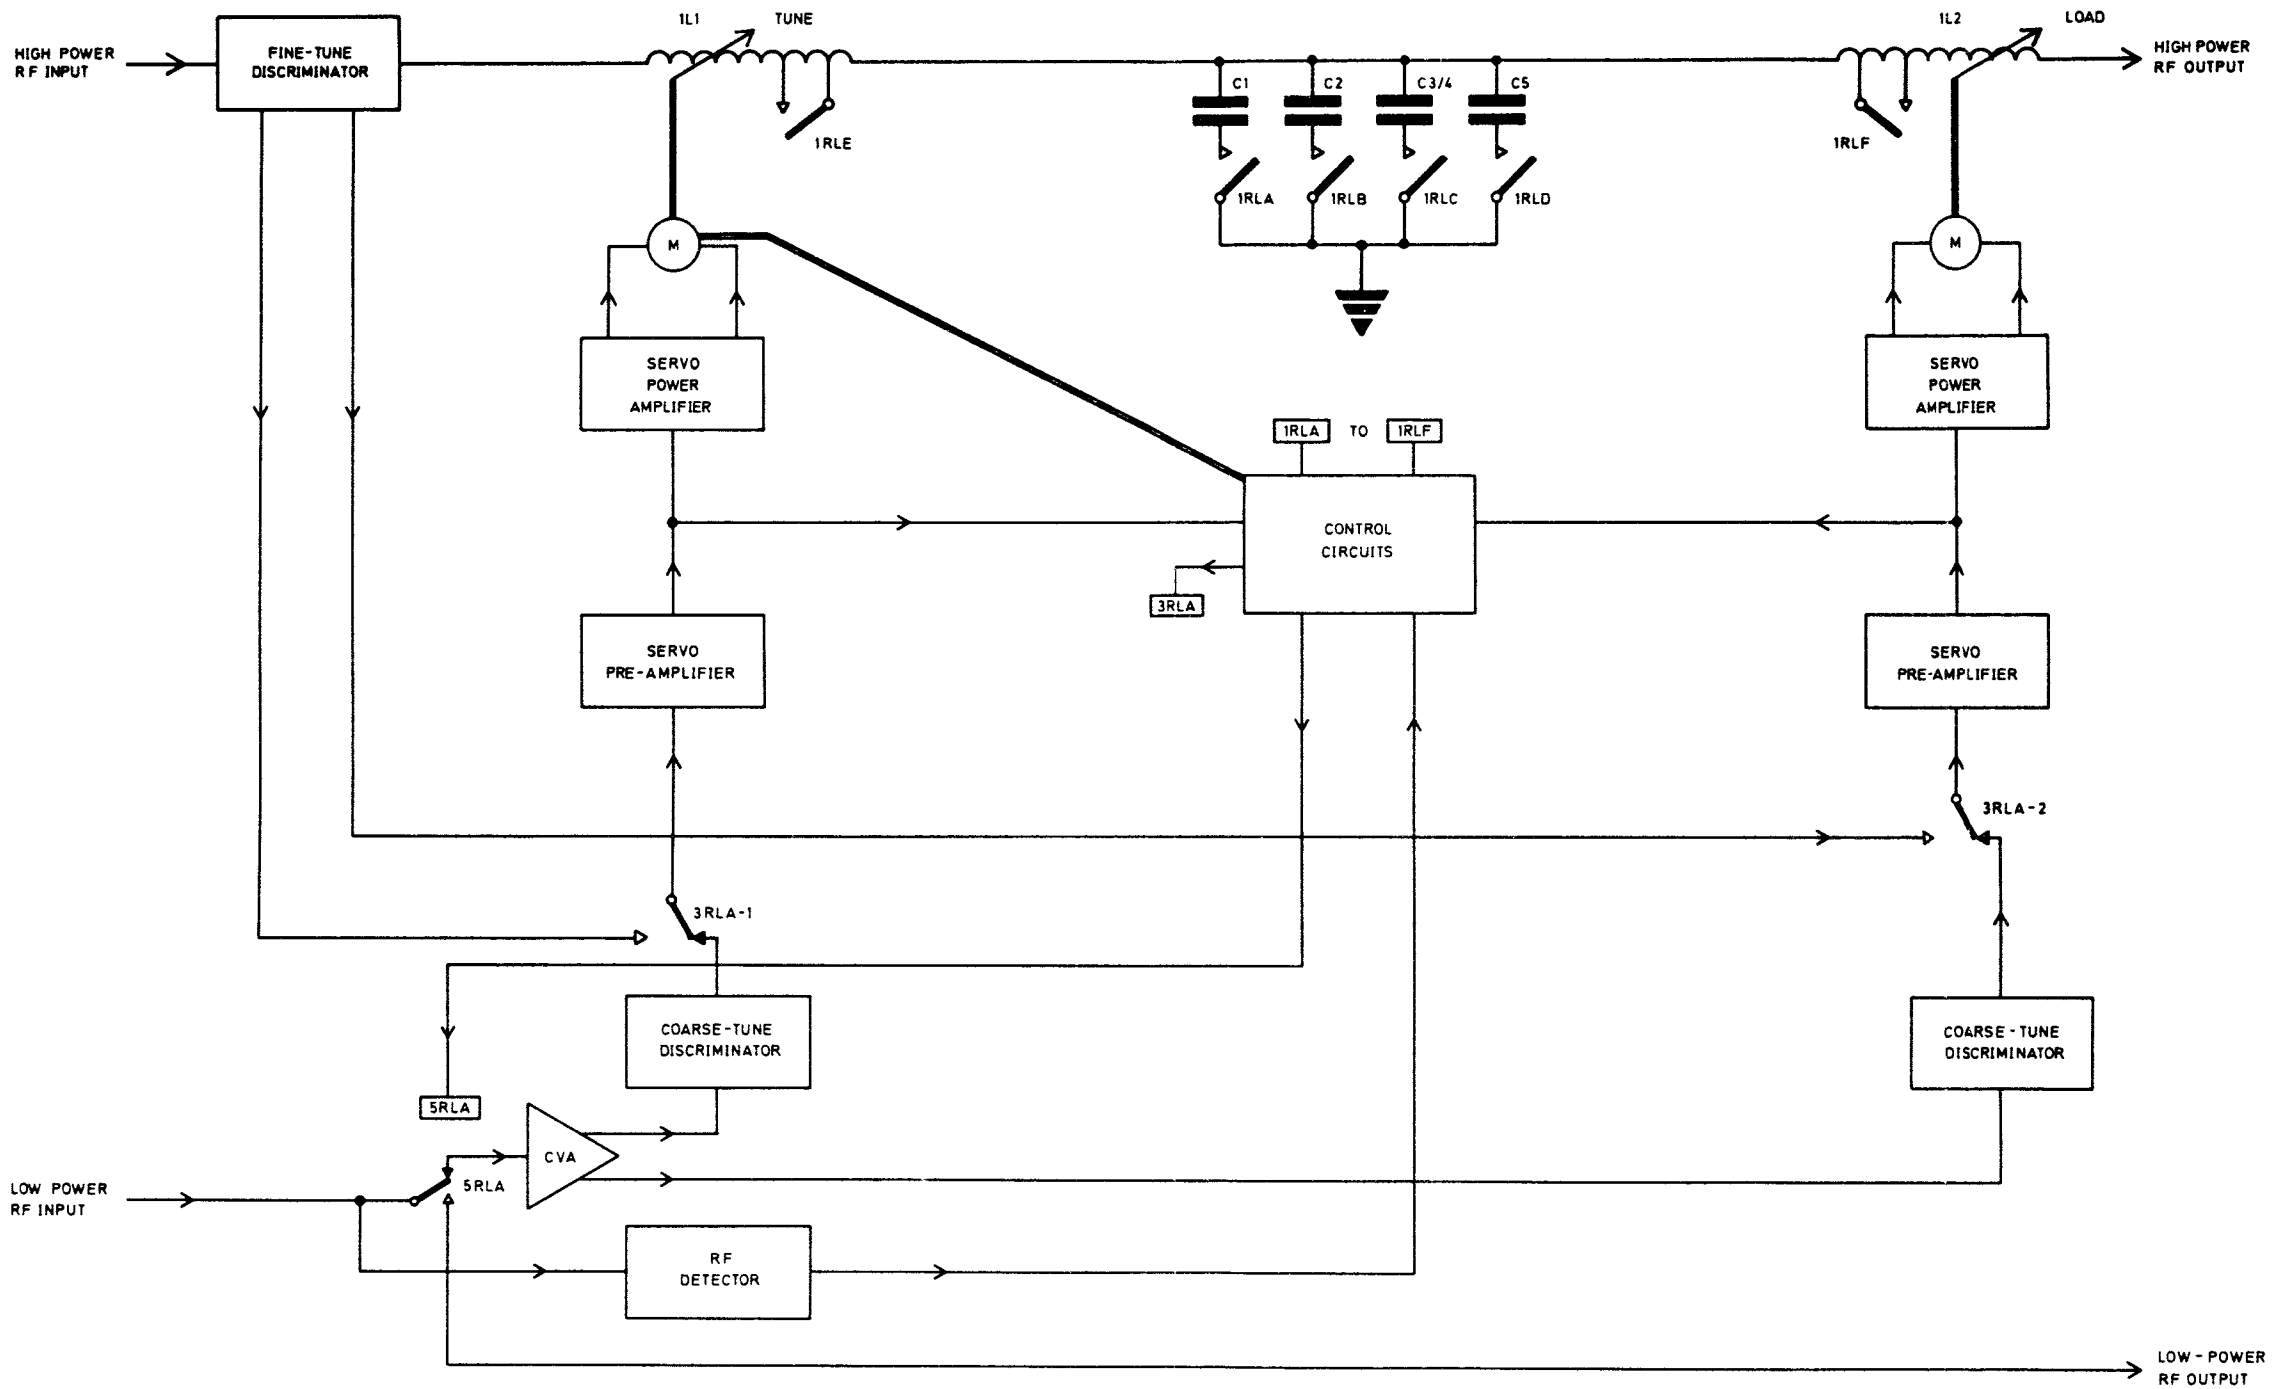 1L1
TUNE
1L2
LOAD
HIGH POWER
RF INPUT
FINE-TUNE
DISCRIMINATOR
HIGH POWER
RF OUTPUT
C1
C2
C3/4
C5
1RLE
1RLF
1RLA
1RLB
1RLC
1RLD
M
M
SERVO
POWER
AMPLIFIER
SERVO
POWER
AMPLIFIER
1RLA TO 1RLF
CONTROL
CIRCUITS
3RLA
SERVO
PRE-AMPLIFIER
SERVO
PRE-AMPLIFIER
3RLA-2
3RLA-1
COARSE-TUNE
DISCRIMINATOR
COARSE-TUNE
DISCRIMINATOR
5RLA
CVA
5RLA
LOW POWER
RF INPUT
RF
DETECTOR
LOW-POWER
RF OUTPUT